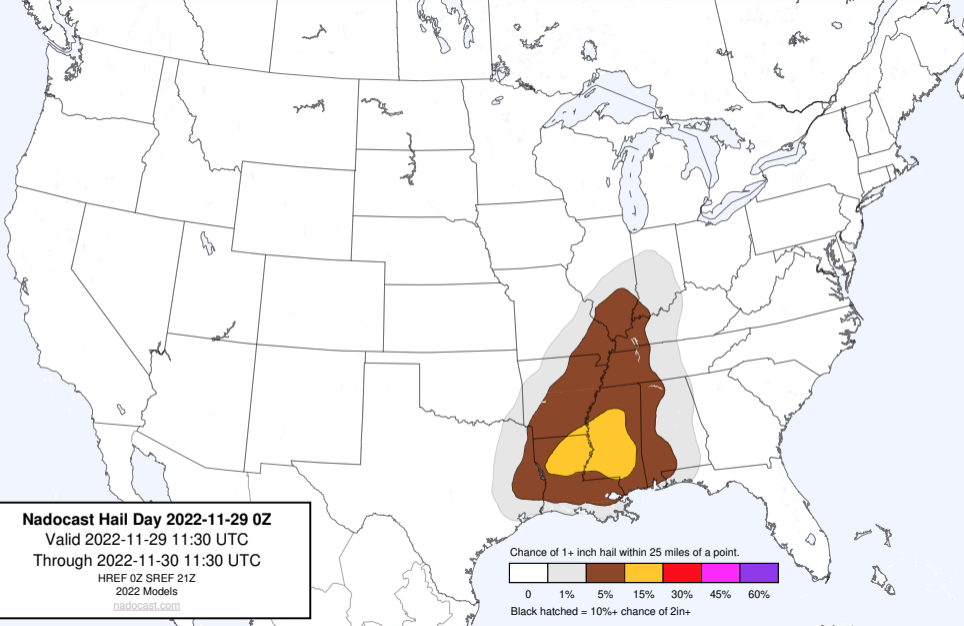 Nadocast Hail Day 2022-11-29 0Z
Valid 2022-11-29 11:30 UTC
Through 2022-11-30 11:30 UTC
HREF 0Z SREF 21Z
2022 Models
nadocast.com
Chance of 1+ inch hail within 25 miles of a point.
0 1% 5% 15% 30% 45% 60%
Black hatched = 10%+ chance of 2in+